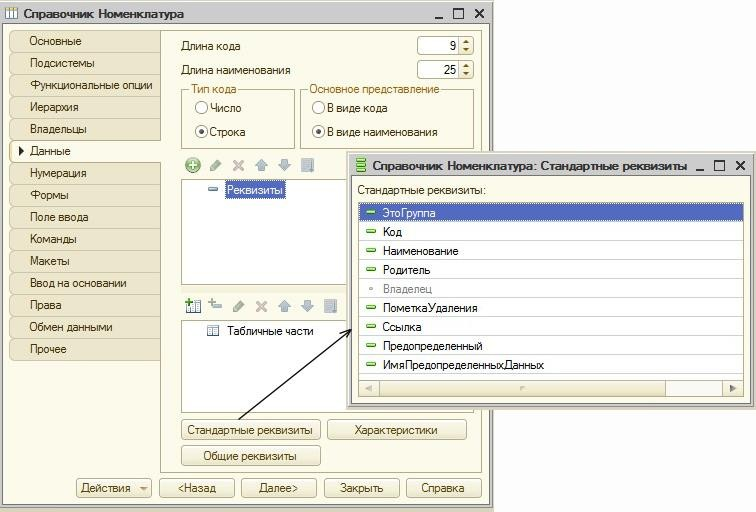 Справочник Номенклатура
Основные
Подсистемы
Функциональные опции
Иерархия
Владельцы
Данные
Нумерация
Формы
Поле ввода
Команды
Макеты
Ввод на основании
Права
Обмен данными
Прочее
Длина кода 9
Длина наименования 25
Тип кода
Число
Строка
Основное представление
В виде кода
В виде наименования
Реквизиты
Табличные части
Стандартные реквизиты
Характеристики
Общие реквизиты
Действия
<Назад
Далее>
Закрыть
Справка
Справочник Номенклатура: Стандартные реквизиты
Стандартные реквизиты:
ЭтоГруппа
Код
Наименование
Родитель
Владелец
ПометкаУдаления
Ссылка
Предопределенный
ИмяПредопределенныхДанных